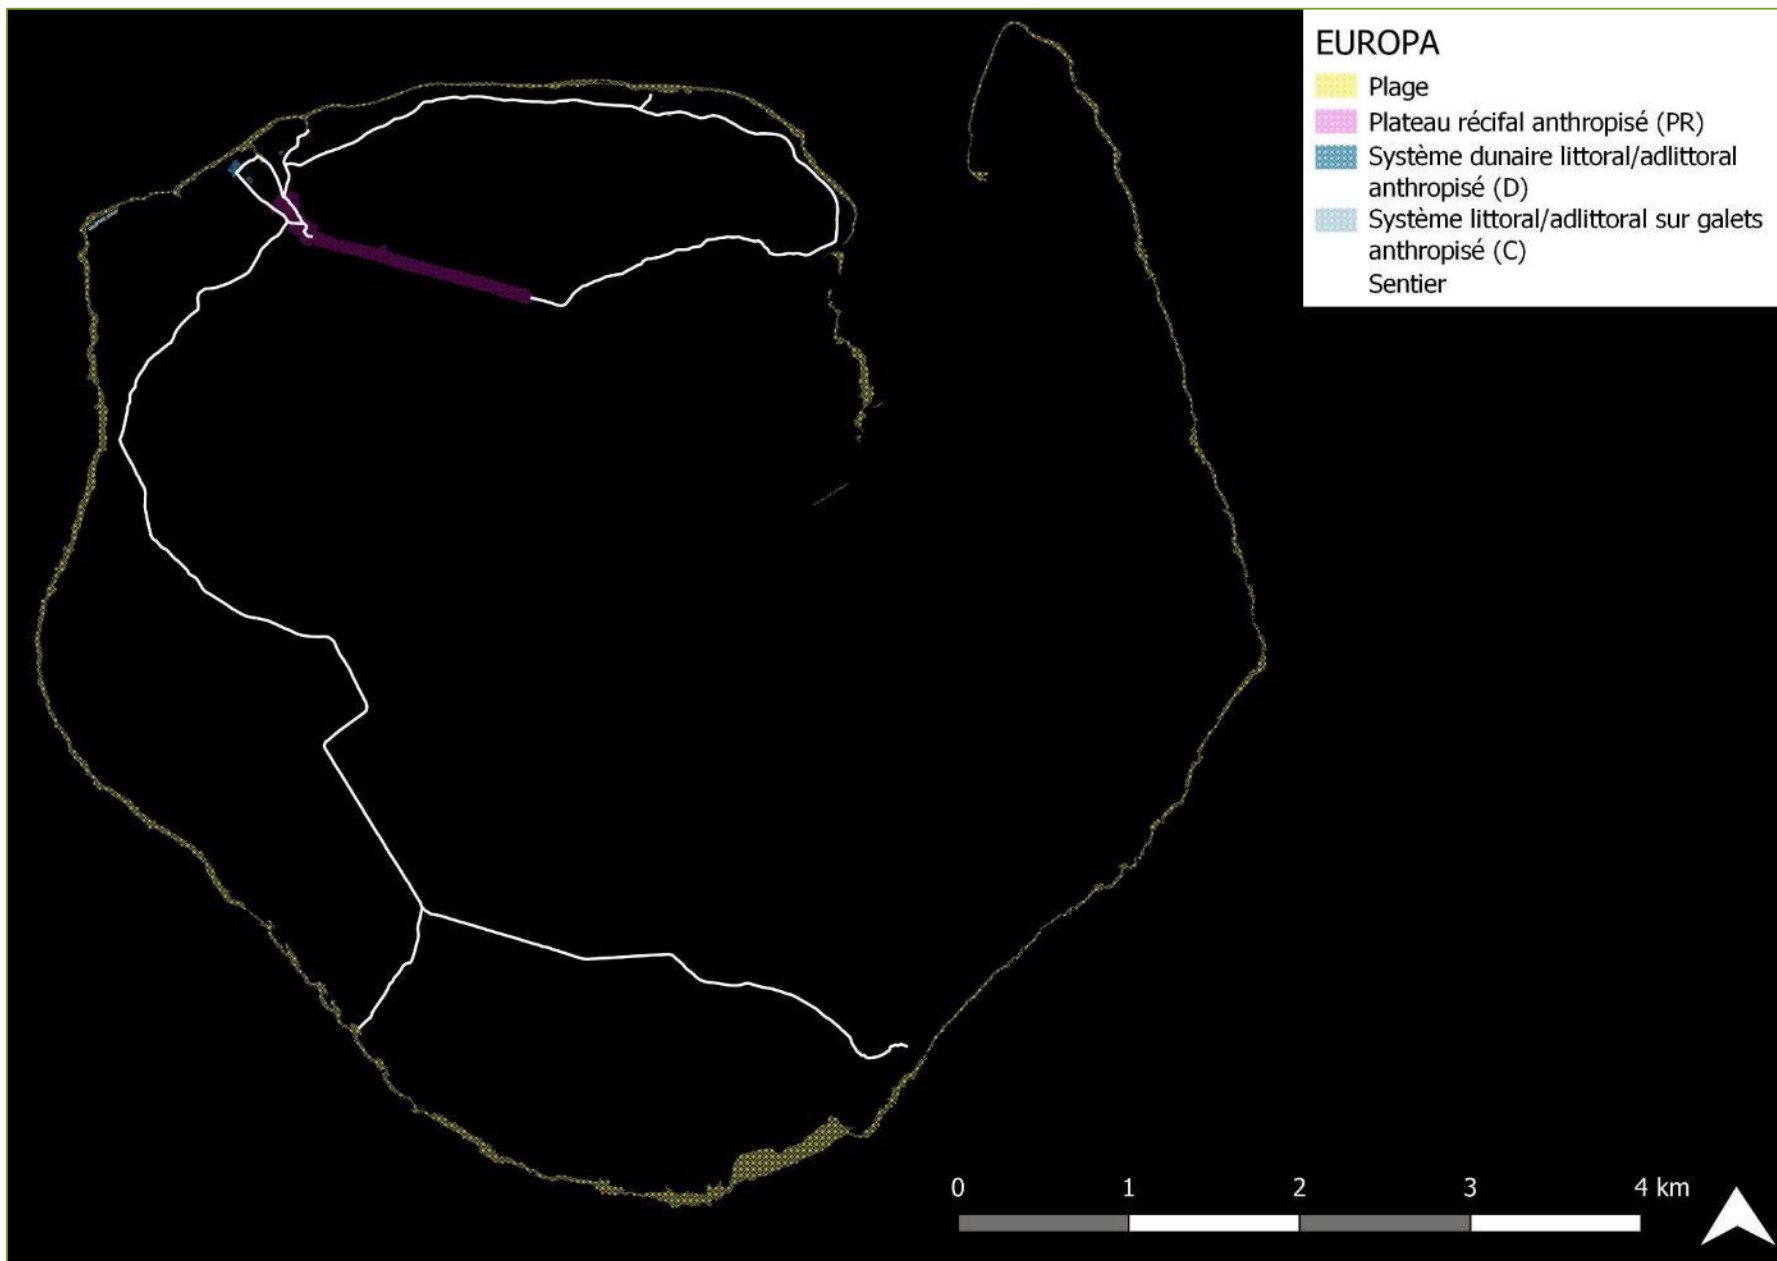 EUROPA
Plage
Plateau récifal anthropisé (PR)
Système dunaire littoral/adlittoral
anthropisé (D)
Système littoral/adlittoral sur galets
anthropisé (C)
Sentier
0 1 2 3 4 km